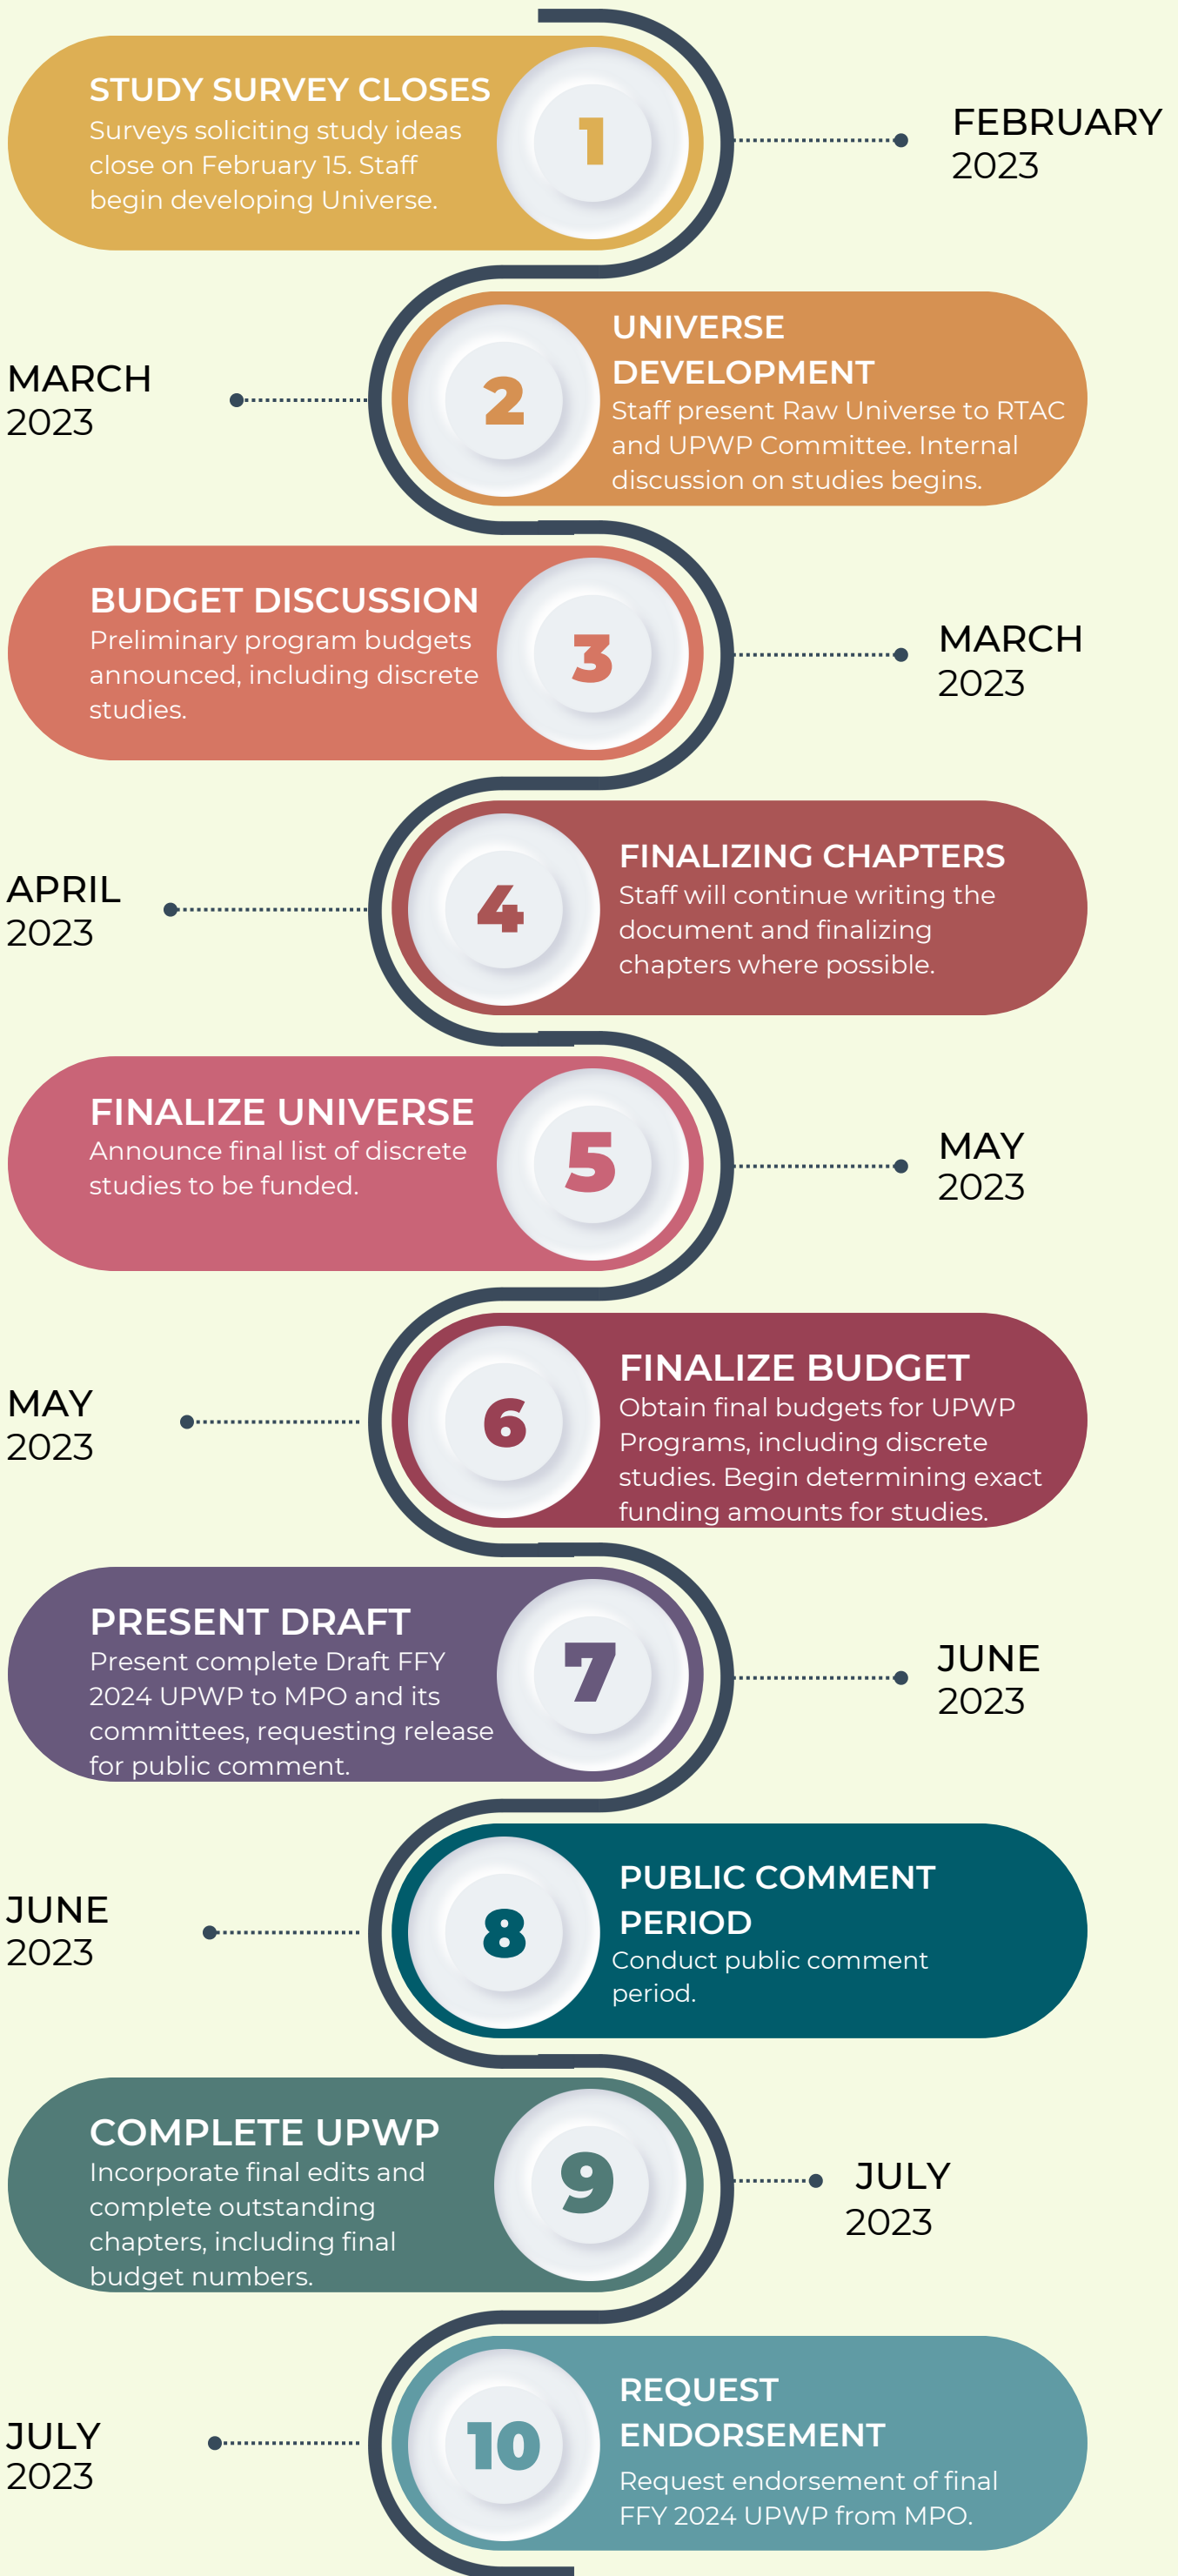 STUDY SURVEY CLOSES
Surveys soliciting study ideas
close on February 15. Staff
begin developing Universe.
1
FEBRUARY
2023
MARCH
2023
2
UNIVERSE
DEVELOPMENT
Staff present Raw Universe to RTAC
and UPWP Committee. Internal
discussion on studies begins.
BUDGET DISCUSSION
Preliminary program budgets
announced, including discrete
studies.
3
MARCH
2023
APRIL
2023
4
FINALIZING CHAPTERS
Staff will continue writing the
document and finalizing
chapters where possible.
FINALIZE UNIVERSE
Announce final list of discrete
studies to be funded.
5
MAY
2023
MAY
2023
6
FINALIZE BUDGET
Obtain final budgets for UPWP
Programs, including discrete
studies. Begin determining exact
funding amounts for studies.
PRESENT DRAFT
Present complete Draft FFY
2024 UPWP to MPO and its
committees, requesting release
for public comment.
7
JUNE
2023
JUNE
2023
8
PUBLIC COMMENT
PERIOD
Conduct public comment
period.
COMPLETE UPWP
Incorporate final edits and
complete outstanding
chapters, including final
budget numbers.
9
JULY
2023
JULY
2023
10
REQUEST
ENDORSEMENT
Request endorsement of final
FFY 2024 UPWP from MPO.